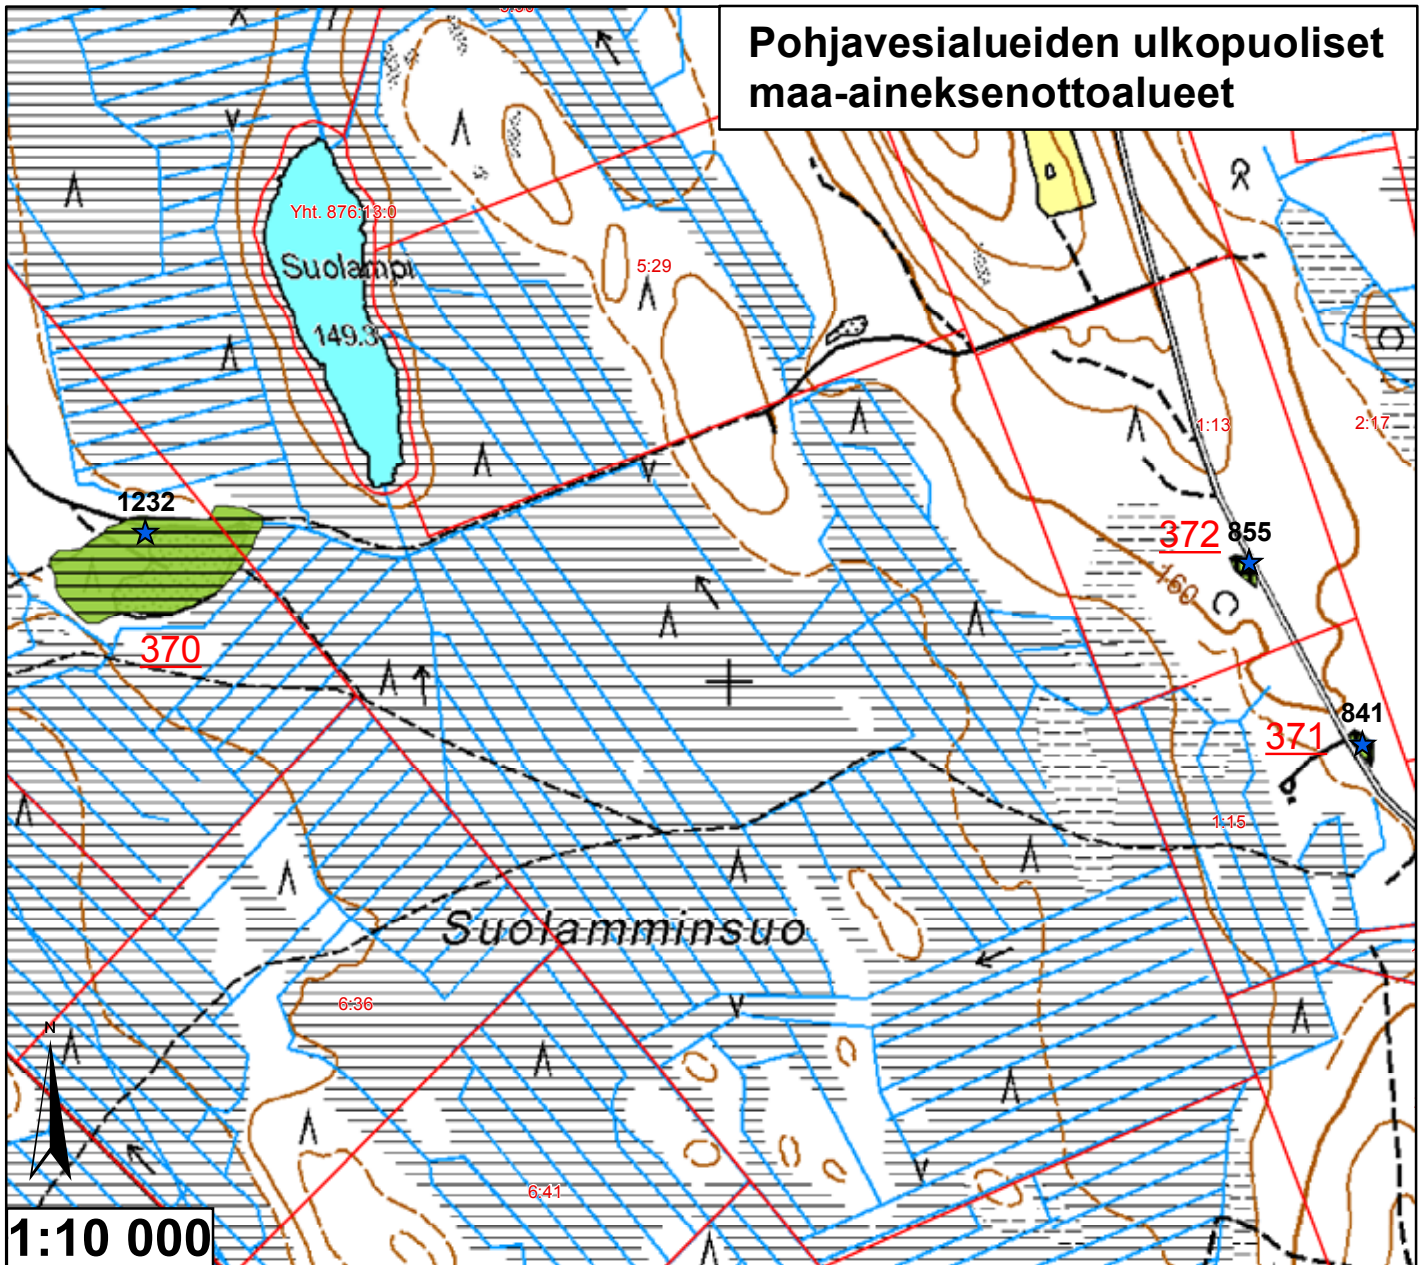 Pohjavesialueiden ulkopuoliset
maa-aineksenottoalueet
Yht. 876:13:0
Suolampi
149.3
5:29
1:13
2:17
1232
372 855
160
370
841
371
1:15
Suolamminsuo
6:36
N
6:41
1:10 000